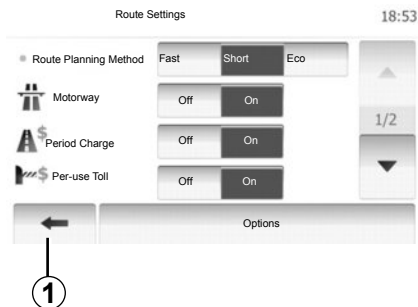 Route Settings 18:53
Route Planning Method Fast Short Eco
Motorway Off On
1/2
$ Period Charge Off On
$ Per-use Toll Off On
Options
1